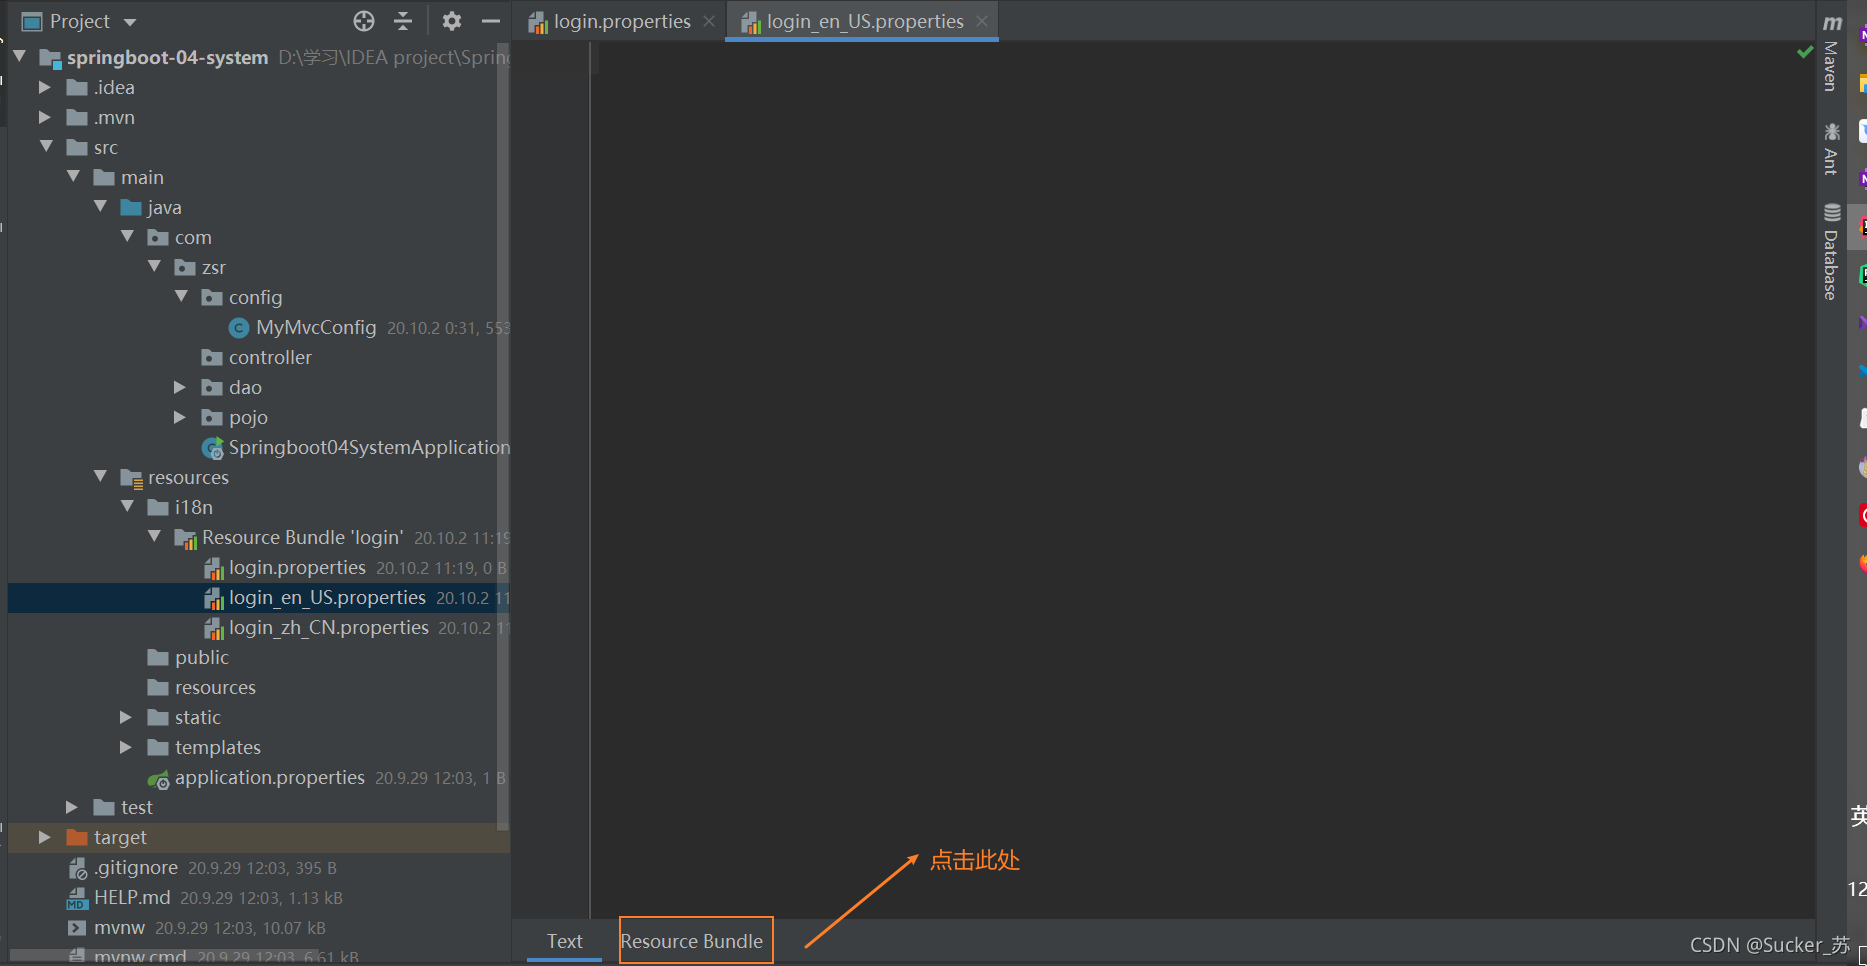 Project
login.properties
login_en_US.properties
springboot-04-system D:\学习\IDEA project\Spring
.idea
.mvn
src
main
java
com
zsr
config
MyMvcConfig 20.10.2 0:31, 553
controller
dao
pojo
Springboot04SystemApplication
resources
i18n
Resource Bundle 'login' 20.10.2 11:19
login.properties 20.10.2 11:19, 0 B
login_en_US.properties 20.10.2 11
login_zh_CN.properties 20.10.2 11
public
resources
static
templates
application.properties 20.9.29 12:03, 1 B
test
target
.gitignore 20.9.29 12:03, 395 B
HELP.md 20.9.29 12:03, 1.13 kB
mvnw 20.9.29 12:03, 10.07 kB
mvnw.cmd 20.9.29 12:03, 6.61 kB
点击此处
Text
Resource Bundle
Maven
Ant
Database
英
12
CSDN @Sucker_苏